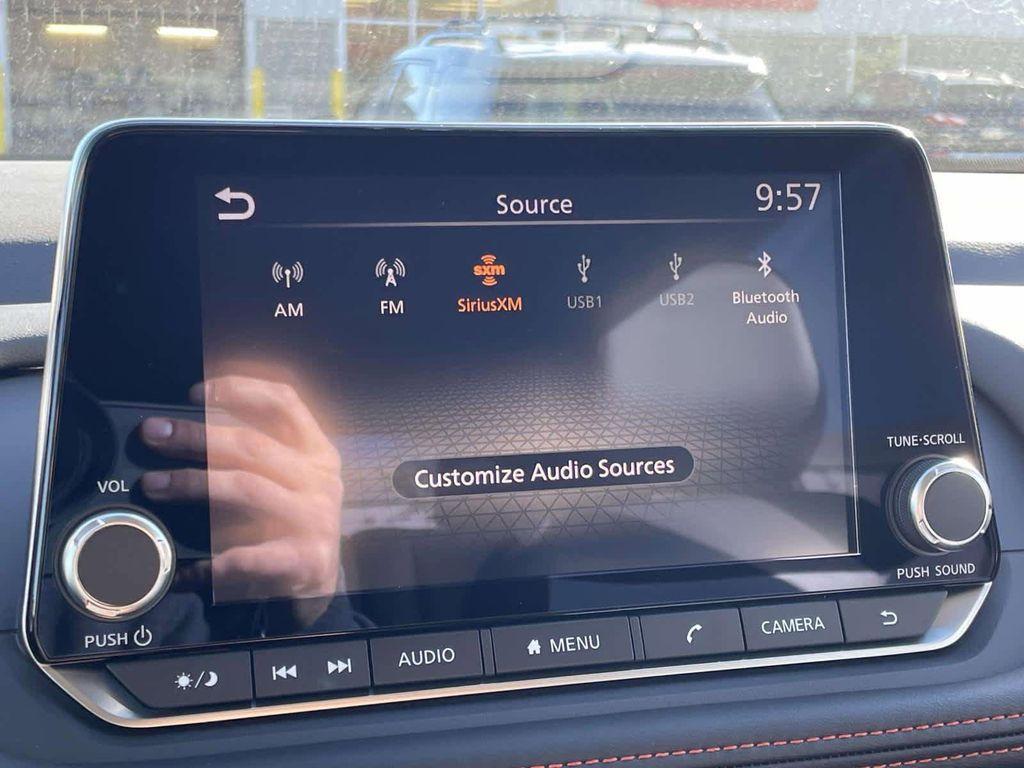 Source
9:57
AM
FM
sxm
SiriusXM
USB1
USB2
Bluetooth
Audio
Customize Audio Sources
TUNE·SCROLL
VOL
PUSH SOUND
PUSH
AUDIO
MENU
CAMERA